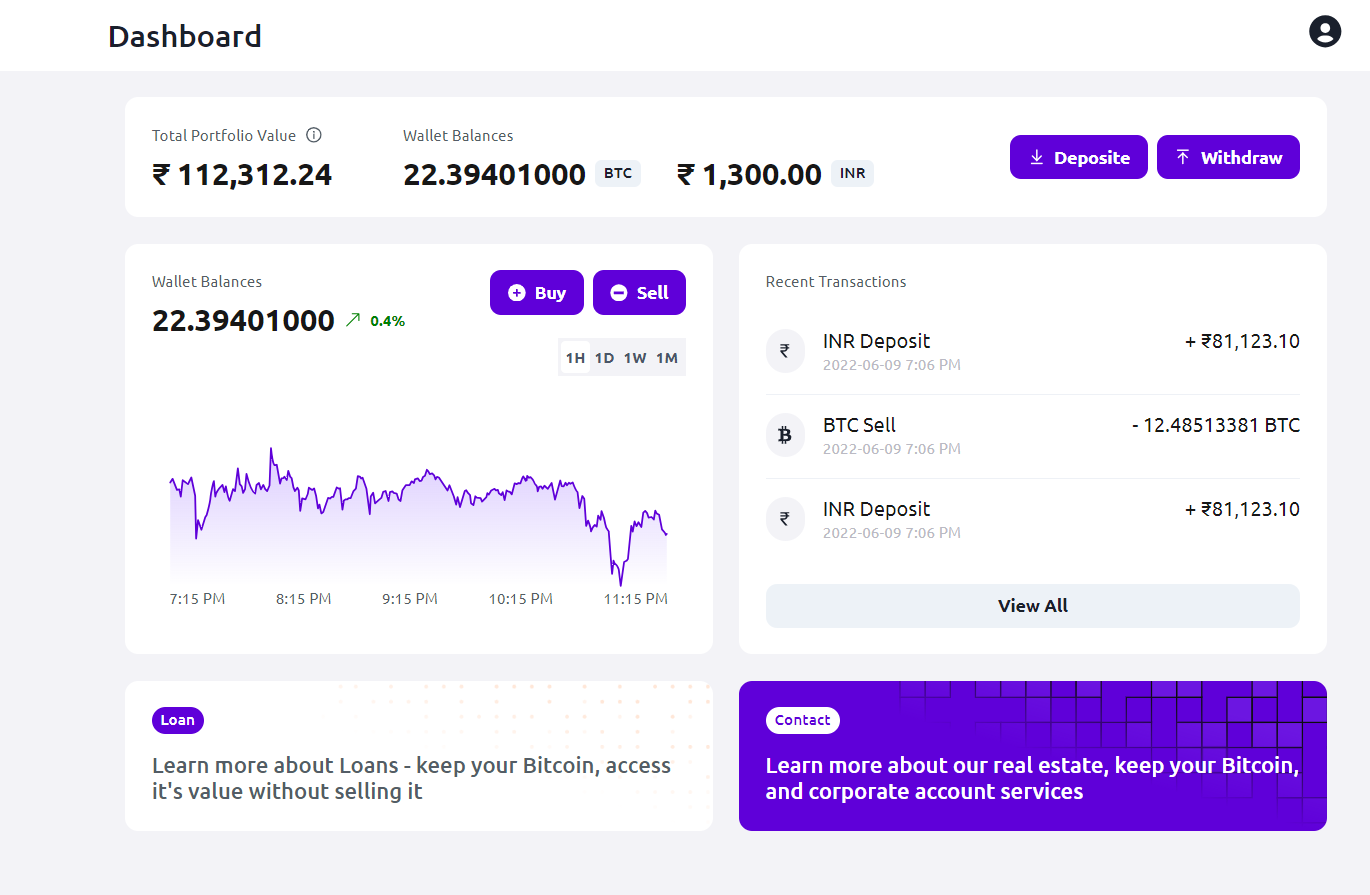 Dashboard
Total Portfolio Value
₹ 112,312.24
Wallet Balances
22.39401000 BTC
₹ 1,300.00 INR
Deposite
Withdraw
Wallet Balances
22.39401000 0.4%
Buy
Sell
1H 1D 1W 1M
7:15 PM 8:15 PM 9:15 PM 10:15 PM 11:15 PM
Recent Transactions
₹ INR Deposit + ₹81,123.10
2022-06-09 7:06 PM
BTC Sell - 12.48513381 BTC
2022-06-09 7:06 PM
₹ INR Deposit + ₹81,123.10
2022-06-09 7:06 PM
View All
Loan
Learn more about Loans - keep your Bitcoin, access
it's value without selling it
Contact
Learn more about our real estate, keep your Bitcoin,
and corporate account services